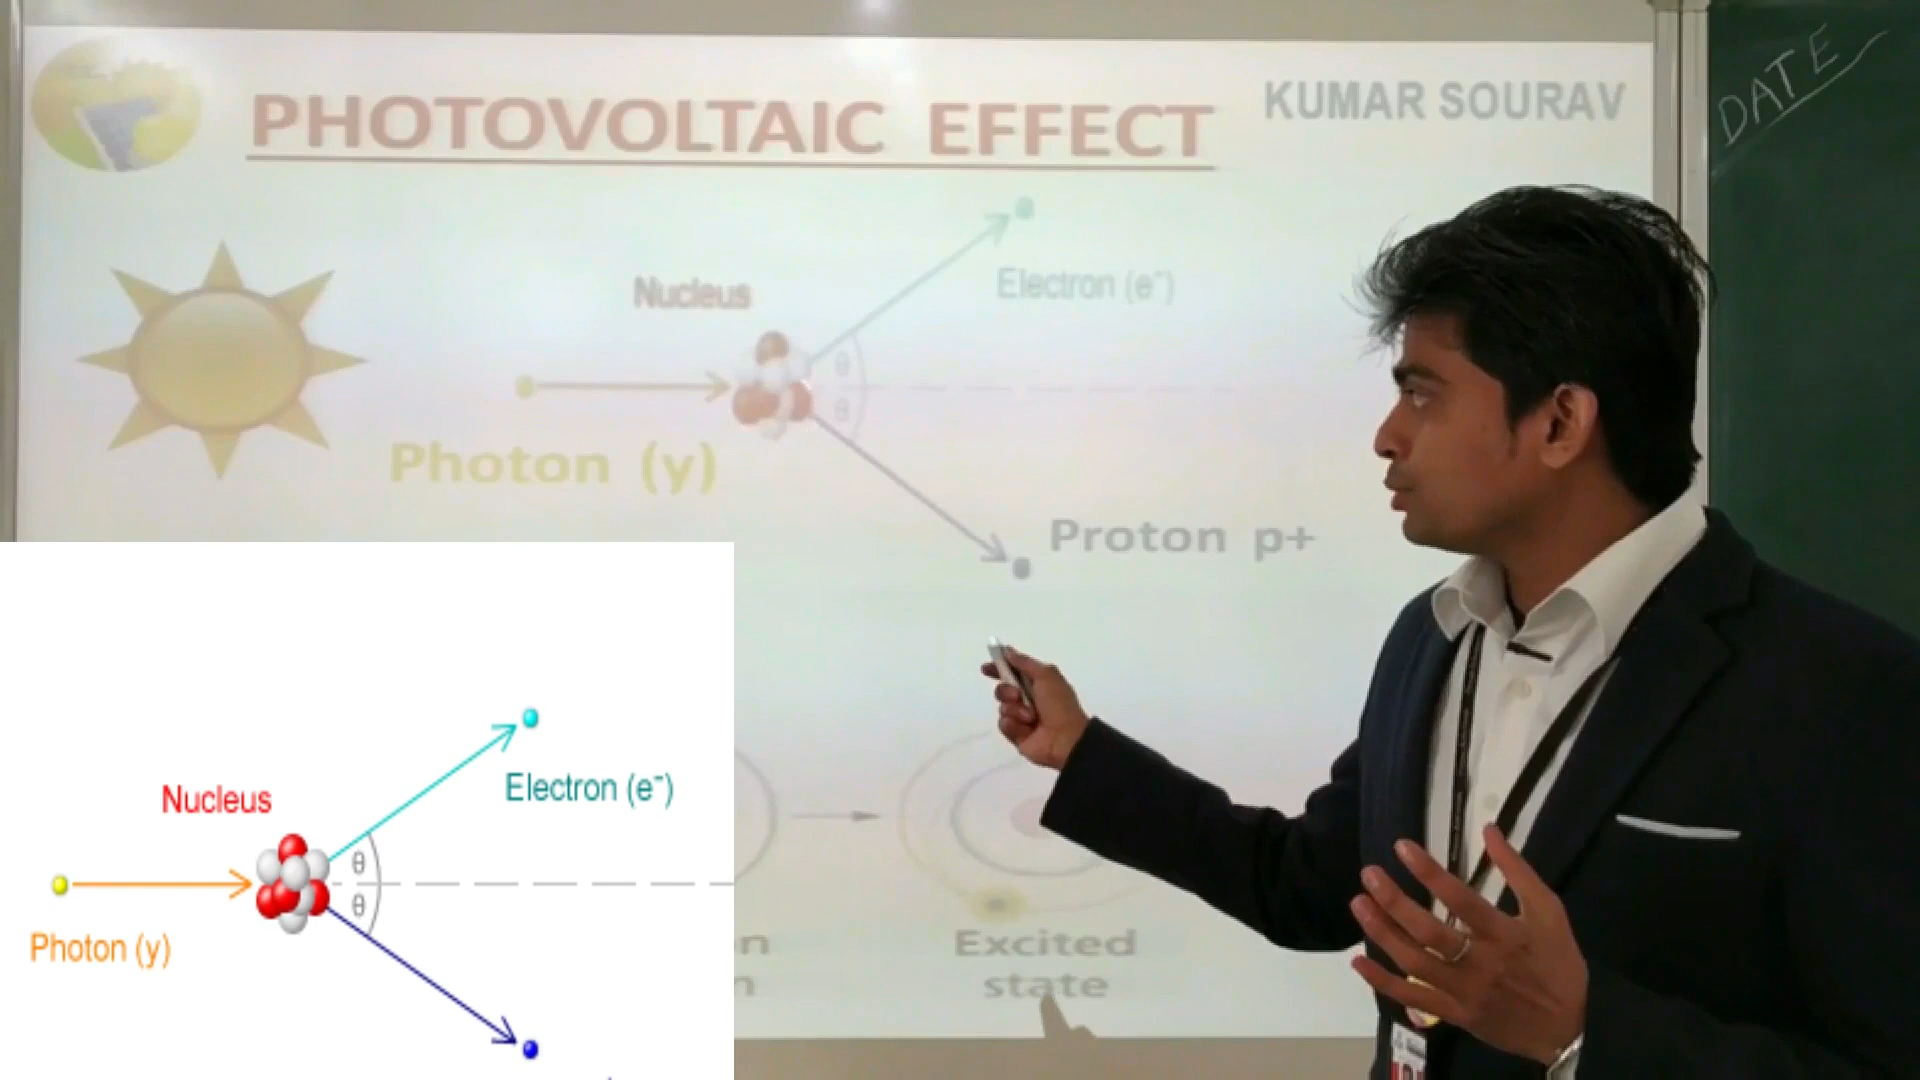 PHOTOVOLTAIC EFFECT
KUMAR SOURAV
DATE
Nucleus
Electron (e⁻)
θ
θ
Photon (y)
Proton p+
Excited
state
Nucleus
Electron (e⁻)
θ
θ
Photon (y)